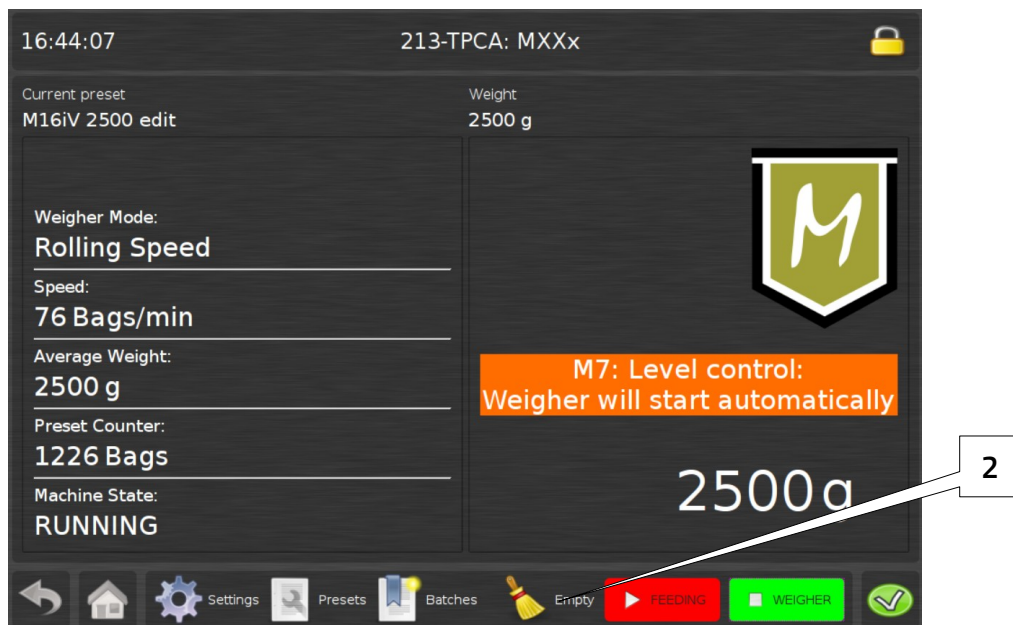 16:44:07 213-TPCA: MXXx
Current preset Weight
M16iV 2500 edit 2500 g
M
Weigher Mode:
Rolling Speed
Speed:
76 Bags/min
Average Weight:
2500 g
M7: Level control:
Weigher will start automatically
Preset Counter:
1226 Bags
2500 g
2
Machine State:
RUNNING
Settings Presets Batches Empty FEEDING WEIGHER